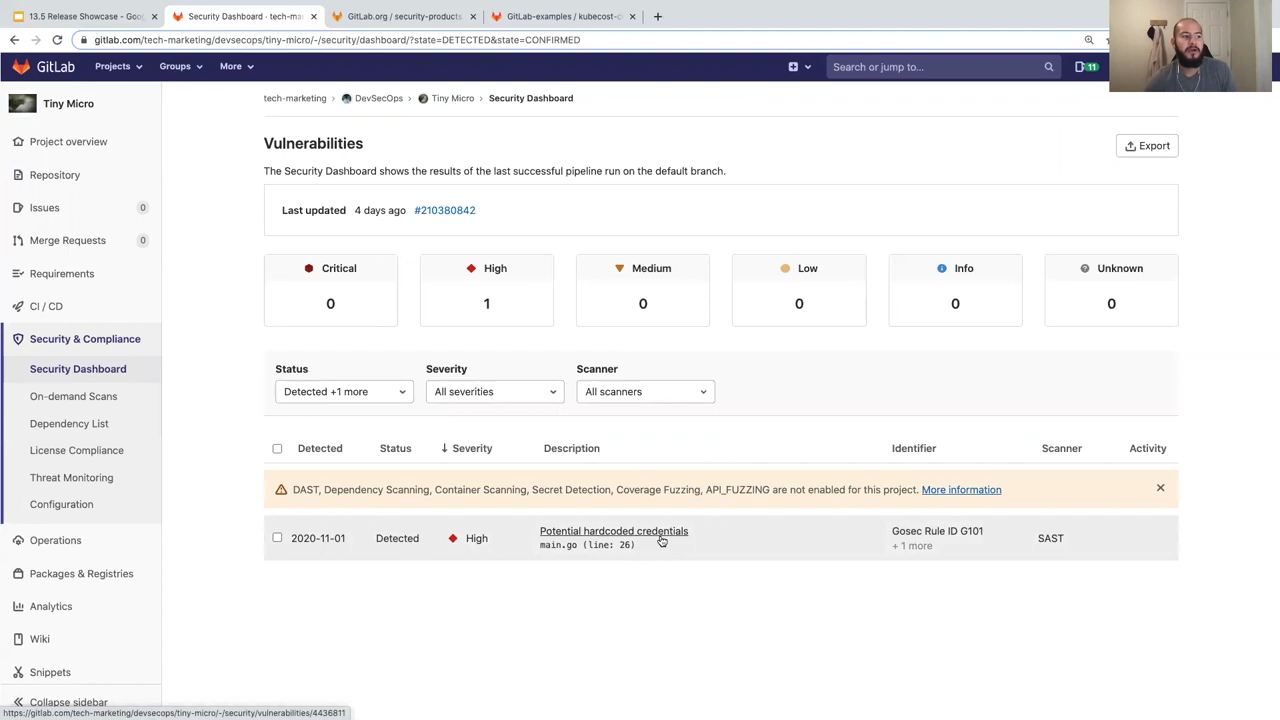 13.5 Release Showcase - Goo
Security Dashboard · tech-mar
GitLab.org / security-products
GitLab-examples / kubecost-c
gitlab.com/tech-marketing/devsecops/tiny-micro/-/security/dashboard/?state=DETECTED&state=CONFIRMED
GitLab
Projects
Groups
More
Search or jump to...
11
Tiny Micro
Project overview
Repository
Issues 0
Merge Requests 0
Requirements
CI / CD
Security & Compliance
Security Dashboard
On-demand Scans
Dependency List
License Compliance
Threat Monitoring
Configuration
Operations
Packages & Registries
Analytics
Wiki
Snippets
Collapse sidebar
tech-marketing > DevSecOps > Tiny Micro > Security Dashboard
Vulnerabilities
Export
The Security Dashboard shows the results of the last successful pipeline run on the default branch.
Last updated 4 days ago #210380842
Critical High Medium Low Info Unknown
0 1 0 0 0 0
Status Severity Scanner
Detected +1 more All severities All scanners
Detected Status Severity Description Identifier Scanner Activity
DAST, Dependency Scanning, Container Scanning, Secret Detection, Coverage Fuzzing, API_FUZZING are not enabled for this project. More information
2020-11-01 Detected High Potential hardcoded credentials Gosec Rule ID G101 SAST
main.go (line: 26) + 1 more
https://gitlab.com/tech-marketing/devsecops/tiny-micro/-/security/vulnerabilities/4436811